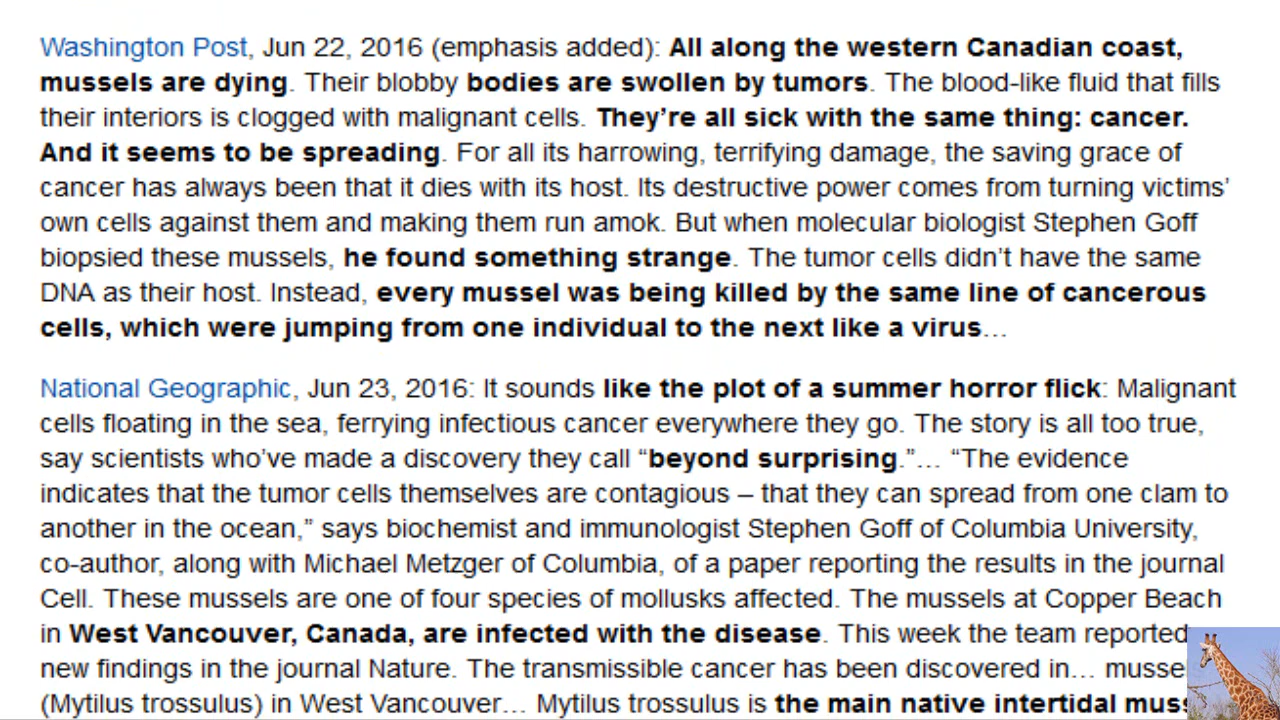 Washington Post, Jun 22, 2016 (emphasis added): All along the western Canadian coast,
mussels are dying. Their blobby bodies are swollen by tumors. The blood-like fluid that fills
their interiors is clogged with malignant cells. They’re all sick with the same thing: cancer.
And it seems to be spreading. For all its harrowing, terrifying damage, the saving grace of
cancer has always been that it dies with its host. Its destructive power comes from turning victims’
own cells against them and making them run amok. But when molecular biologist Stephen Goff
biopsied these mussels, he found something strange. The tumor cells didn’t have the same
DNA as their host. Instead, every mussel was being killed by the same line of cancerous
cells, which were jumping from one individual to the next like a virus…
National Geographic, Jun 23, 2016: It sounds like the plot of a summer horror flick: Malignant
cells floating in the sea, ferrying infectious cancer everywhere they go. The story is all too true,
say scientists who’ve made a discovery they call “beyond surprising.”… “The evidence
indicates that the tumor cells themselves are contagious – that they can spread from one clam to
another in the ocean,” says biochemist and immunologist Stephen Goff of Columbia University,
co-author, along with Michael Metzger of Columbia, of a paper reporting the results in the journal
Cell. These mussels are one of four species of mollusks affected. The mussels at Copper Beach
in West Vancouver, Canada, are infected with the disease. This week the team reported
new findings in the journal Nature. The transmissible cancer has been discovered in…
(Mytilus trossulus) in West Vancouver… Mytilus trossulus is the main native intertidal